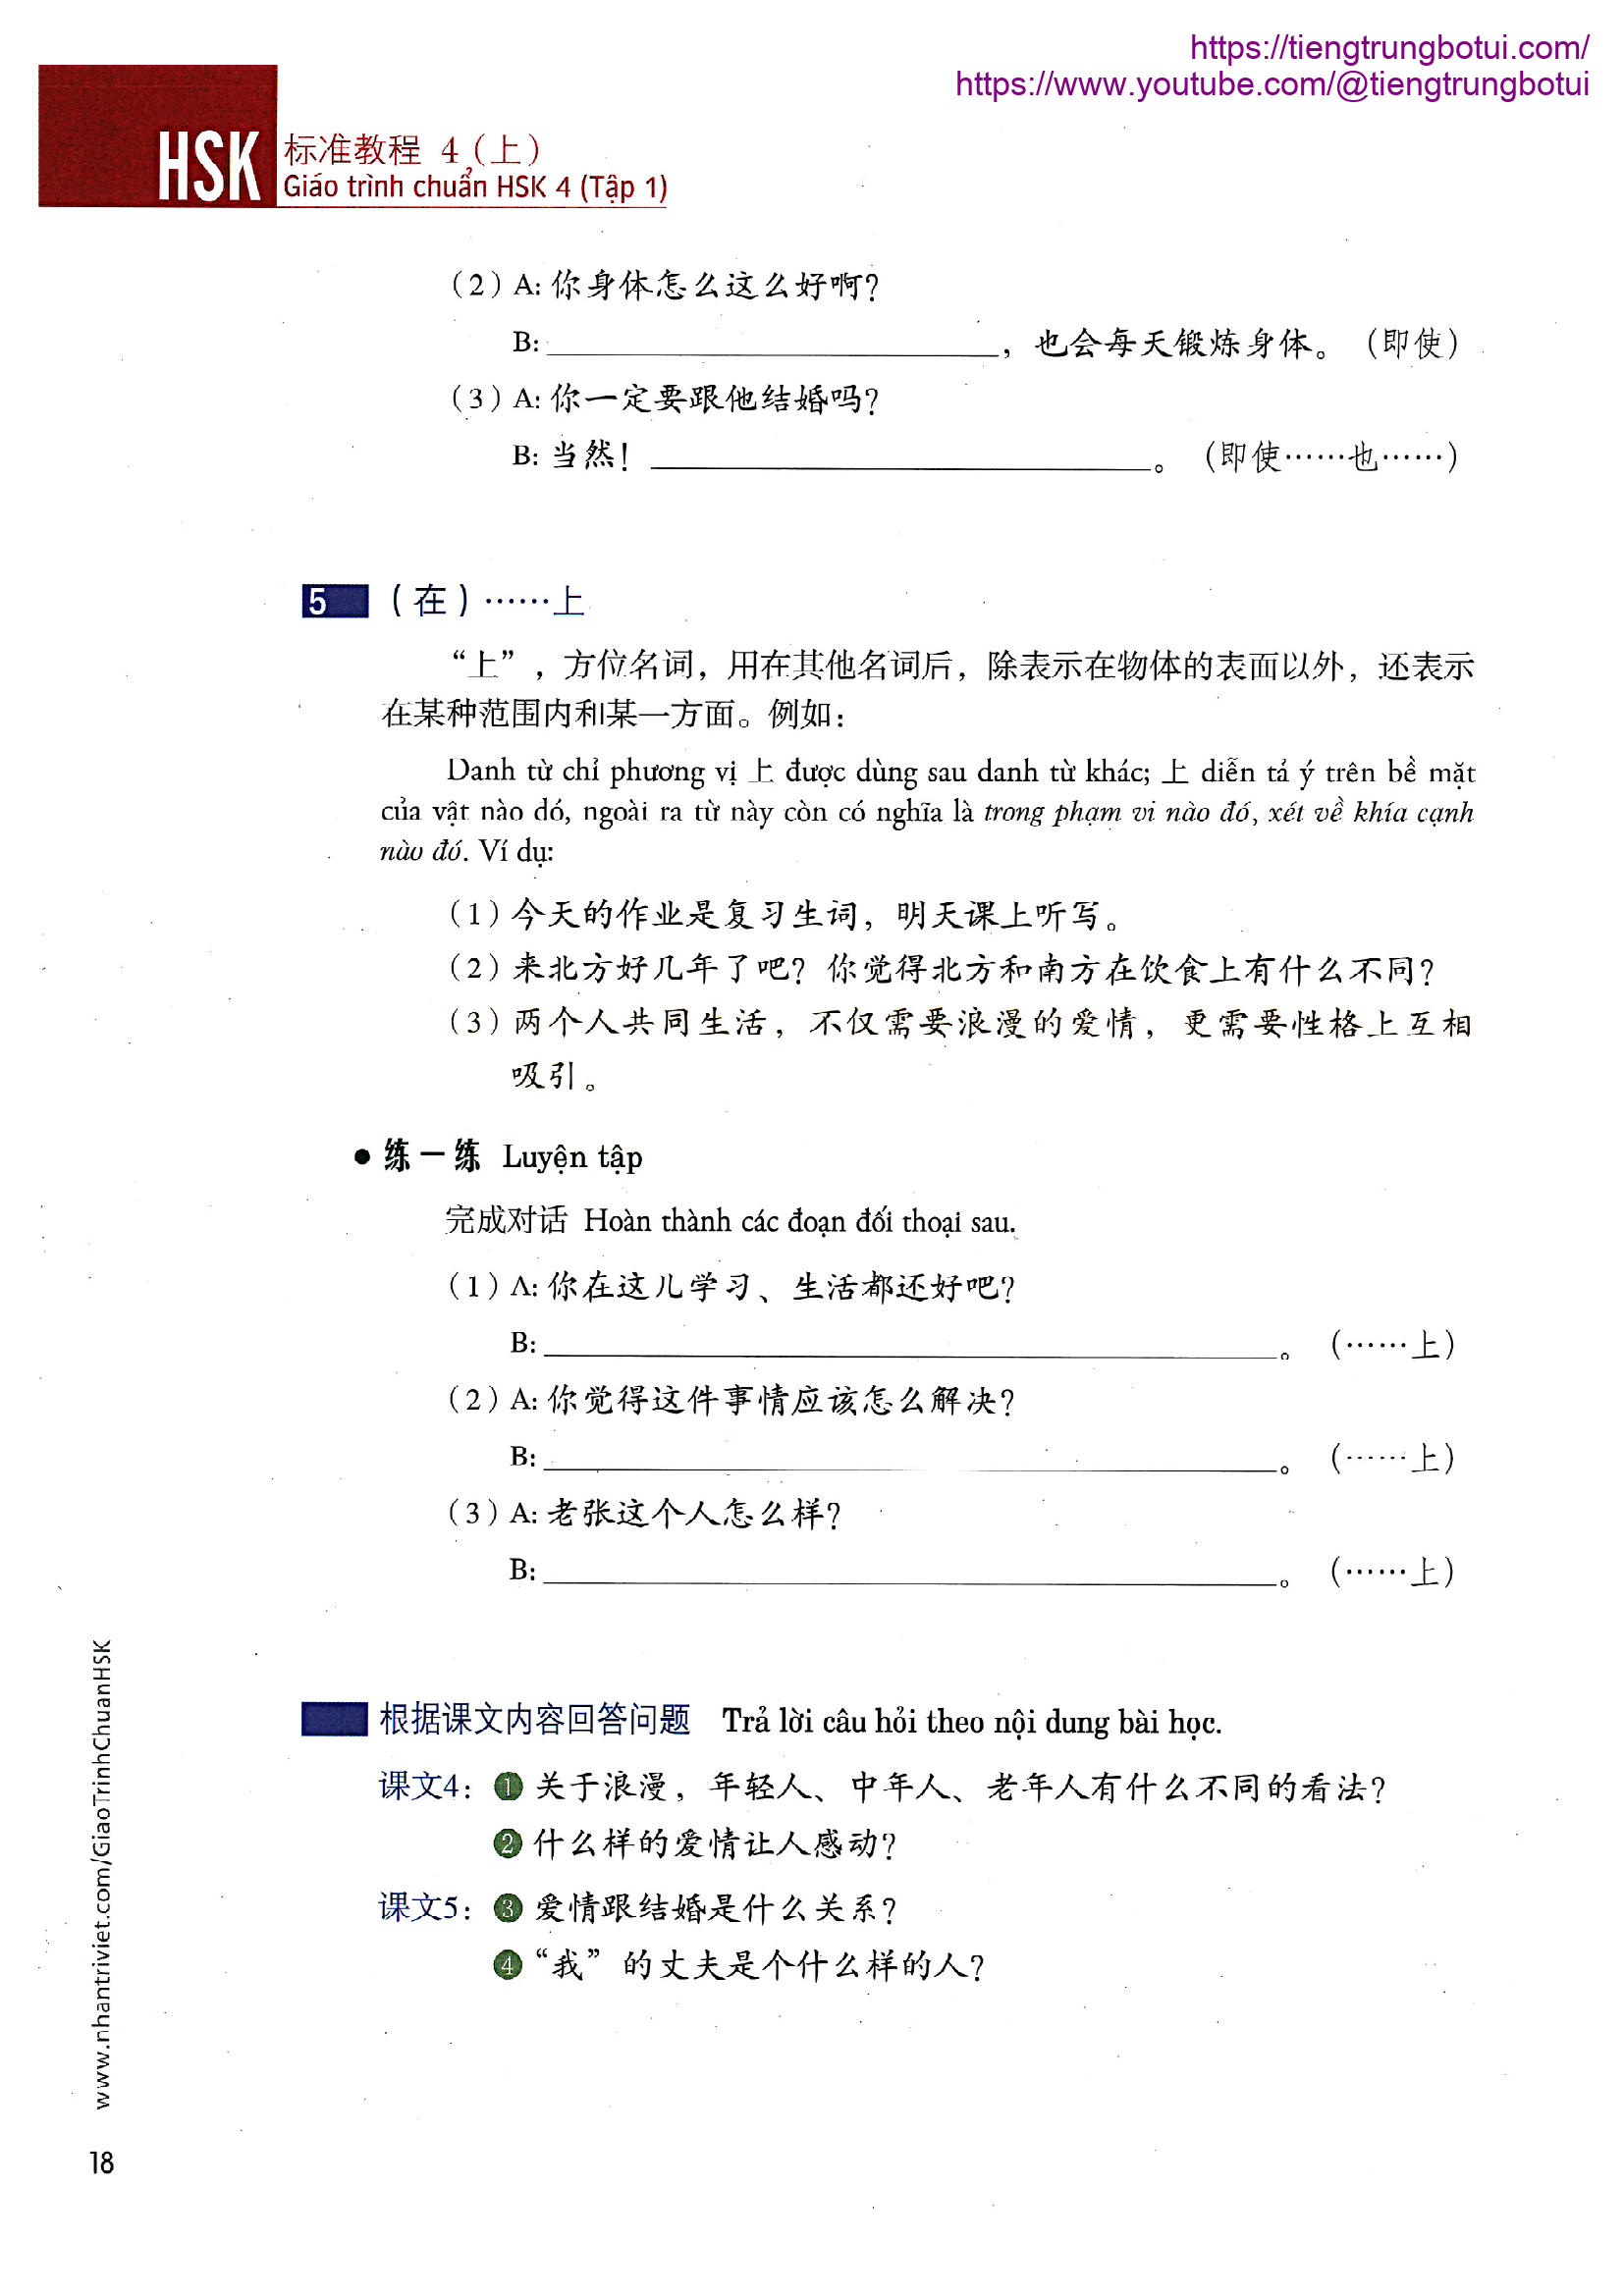 https://tiengtrungbotui.com/
https://www.youtube.com/@tiengtrungbotui
HSK 标准教程 4（上）
Giáo trình chuẩn HSK 4 (Tập 1)
（2）A: 你身体怎么这么好啊？
B: ______________________，也会每天锻炼身体。（即使）
（3）A: 你一定要跟他结婚吗？
B: 当然！______________________。（即使……也……）
5 （在）……上
“上”，方位名词，用在其他名词后，除表示在物体的表面以外，还表示
在某种范围内和某一方面。例如：
Danh từ chỉ phương vị 上 được dùng sau danh từ khác; 上 diễn tả ý trên bề mặt
của vật nào đó, ngoài ra từ này còn có nghĩa là trong phạm vi nào đó, xét về khía cạnh
nào đó. Ví dụ:
（1）今天的作业是复习生词，明天课上听写。
（2）来北方好几年了吧？你觉得北方和南方在饮食上有什么不同？
（3）两个人共同生活，不仅需要浪漫的爱情，更需要性格上互相
吸引。
● 练一练 Luyện tập
完成对话 Hoàn thành các đoạn đối thoại sau.
（1）A: 你在这儿学习、生活都还好吧？
B: ______________________。（……上）
（2）A: 你觉得这件事情应该怎么解决？
B: ______________________。（……上）
（3）A: 老张这个人怎么样？
B: ______________________。（……上）
根据课文内容回答问题 Trả lời câu hỏi theo nội dung bài học.
课文4：❶ 关于浪漫，年轻人、中年人、老年人有什么不同的看法？
❷ 什么样的爱情让人感动？
课文5：❸ 爱情跟结婚是什么关系？
❹ “我”的丈夫是个什么样的人？
www.nhantriviet.com/GiaoTrinhChuanHSK
18